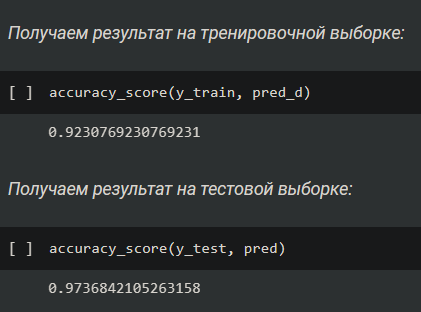 Получаем результат на тренировочной выборке:
[ ] accuracy_score(y_train, pred_d)
0.9230769230769231
Получаем результат на тестовой выборке:
[ ] accuracy_score(y_test, pred)
0.9736842105263158